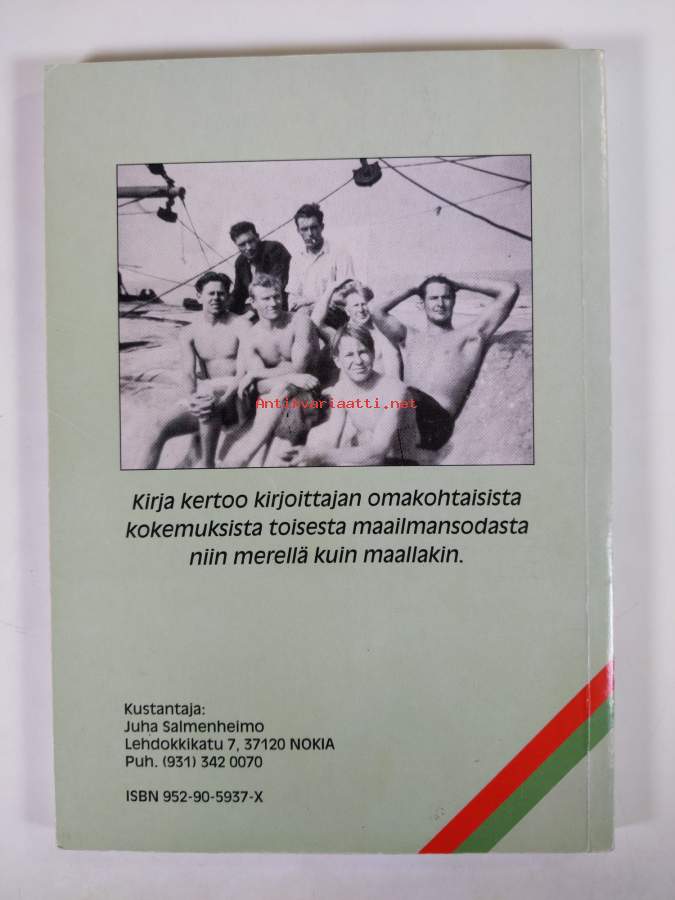 Antikvariaatti.net
Kirja kertoo kirjoittajan omakohtaisista
kokemuksista toisesta maailmansodasta
niin merellä kuin maallakin.
Kustantaja:
Juha Salmenheimo
Lehdokkikatu 7, 37120 NOKIA
Puh. (931) 342 0070
ISBN 952-90-5937-X